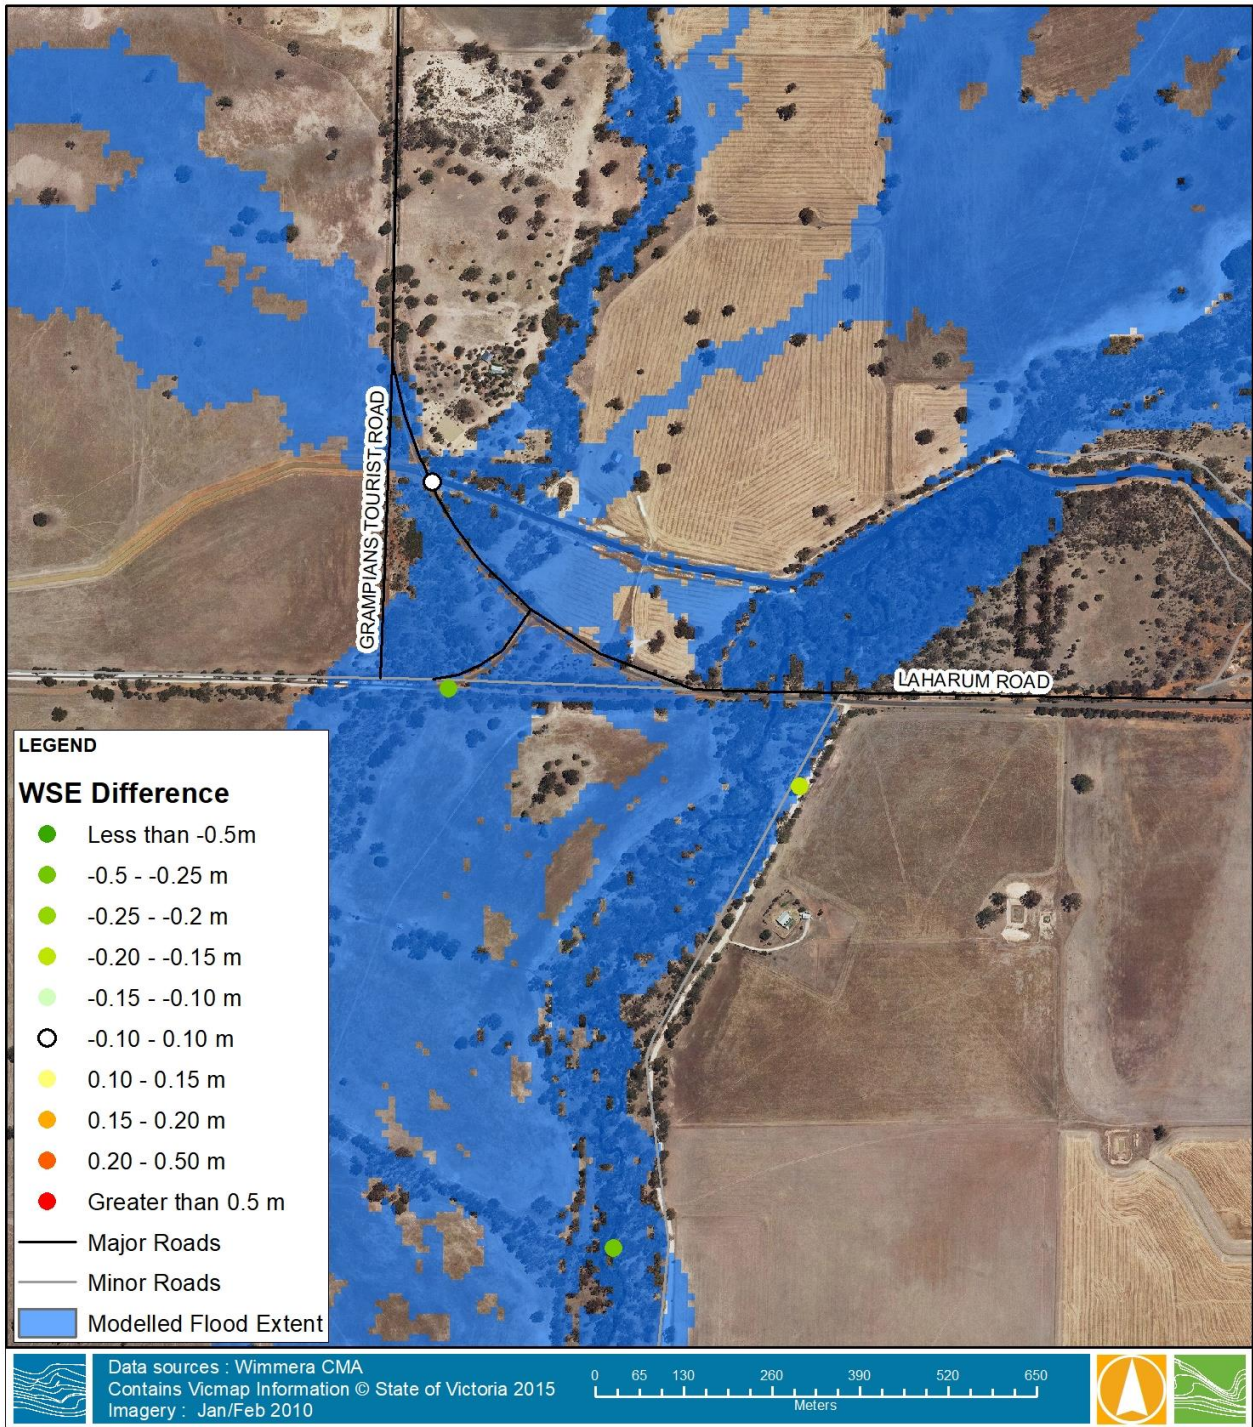 GRAMPIANS TOURIST ROAD
LAHARUM ROAD
LEGEND
WSE Difference
Less than -0.5m
-0.5 - -0.25 m
-0.25 - -0.2 m
-0.20 - -0.15 m
-0.15 - -0.10 m
-0.10 - 0.10 m
0.10 - 0.15 m
0.15 - 0.20 m
0.20 - 0.50 m
Greater than 0.5 m
Major Roads
Minor Roads
Modelled Flood Extent
Data sources : Wimmera CMA
Contains Vicmap Information © State of Victoria 2015
Imagery : Jan/Feb 2010
0 65 130 260 390 520 650
Meters